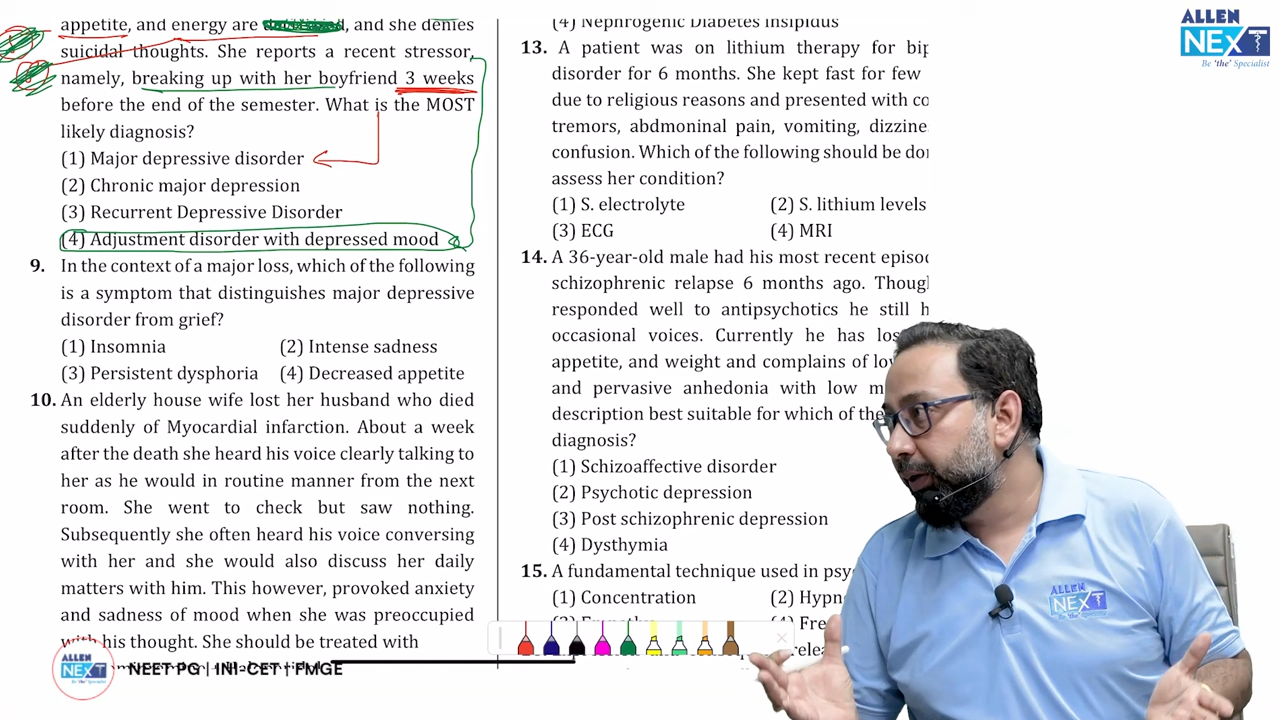 appetite, and energy are and she denies
suicidal thoughts. She reports a recent stressor,
namely, breaking up with her boyfriend 3 weeks
before the end of the semester. What is the MOST
likely diagnosis?
(1) Major depressive disorder
(2) Chronic major depression
(3) Recurrent Depressive Disorder
(4) Adjustment disorder with depressed mood
9. In the context of a major loss, which of the following
is a symptom that distinguishes major depressive
disorder from grief?
(1) Insomnia (2) Intense sadness
(3) Persistent dysphoria (4) Decreased appetite
10. An elderly house wife lost her husband who died
suddenly of Myocardial infarction. About a week
after the death she heard his voice clearly talking to
her as he would in routine manner from the next
room. She went to check but saw nothing.
Subsequently she often heard his voice conversing
with her and she would also discuss her daily
matters with him. This however, provoked anxiety
and sadness of mood when she was preoccupied
with his thought. She should be treated with
(4) Nephrogenic Diabetes insipidus
13. A patient was on lithium therapy for bip
disorder for 6 months. She kept fast for few
due to religious reasons and presented with co
tremors, abdmoninal pain, vomiting, dizzine
confusion. Which of the following should be don
assess her condition?
(1) S. electrolyte (2) S. lithium levels
(3) ECG (4) MRI
14. A 36-year-old male had his most recent episod
schizophrenic relapse 6 months ago. Though
responded well to antipsychotics he still h
occasional voices. Currently he has los
appetite, and weight and complains of lo
and pervasive anhedonia with low m
description best suitable for which of the
diagnosis?
(1) Schizoaffective disorder
(2) Psychotic depression
(3) Post schizophrenic depression
(4) Dysthymia
15. A fundamental technique used in psy
(1) Concentration (2) Hypn
(4) Fre
ALLEN
NEXT
Be 'the' Specialist
ALLEN
NEXT
ALLEN
NEXT
Be 'the' Specialist
NEET PG | INI-CET | FMGE